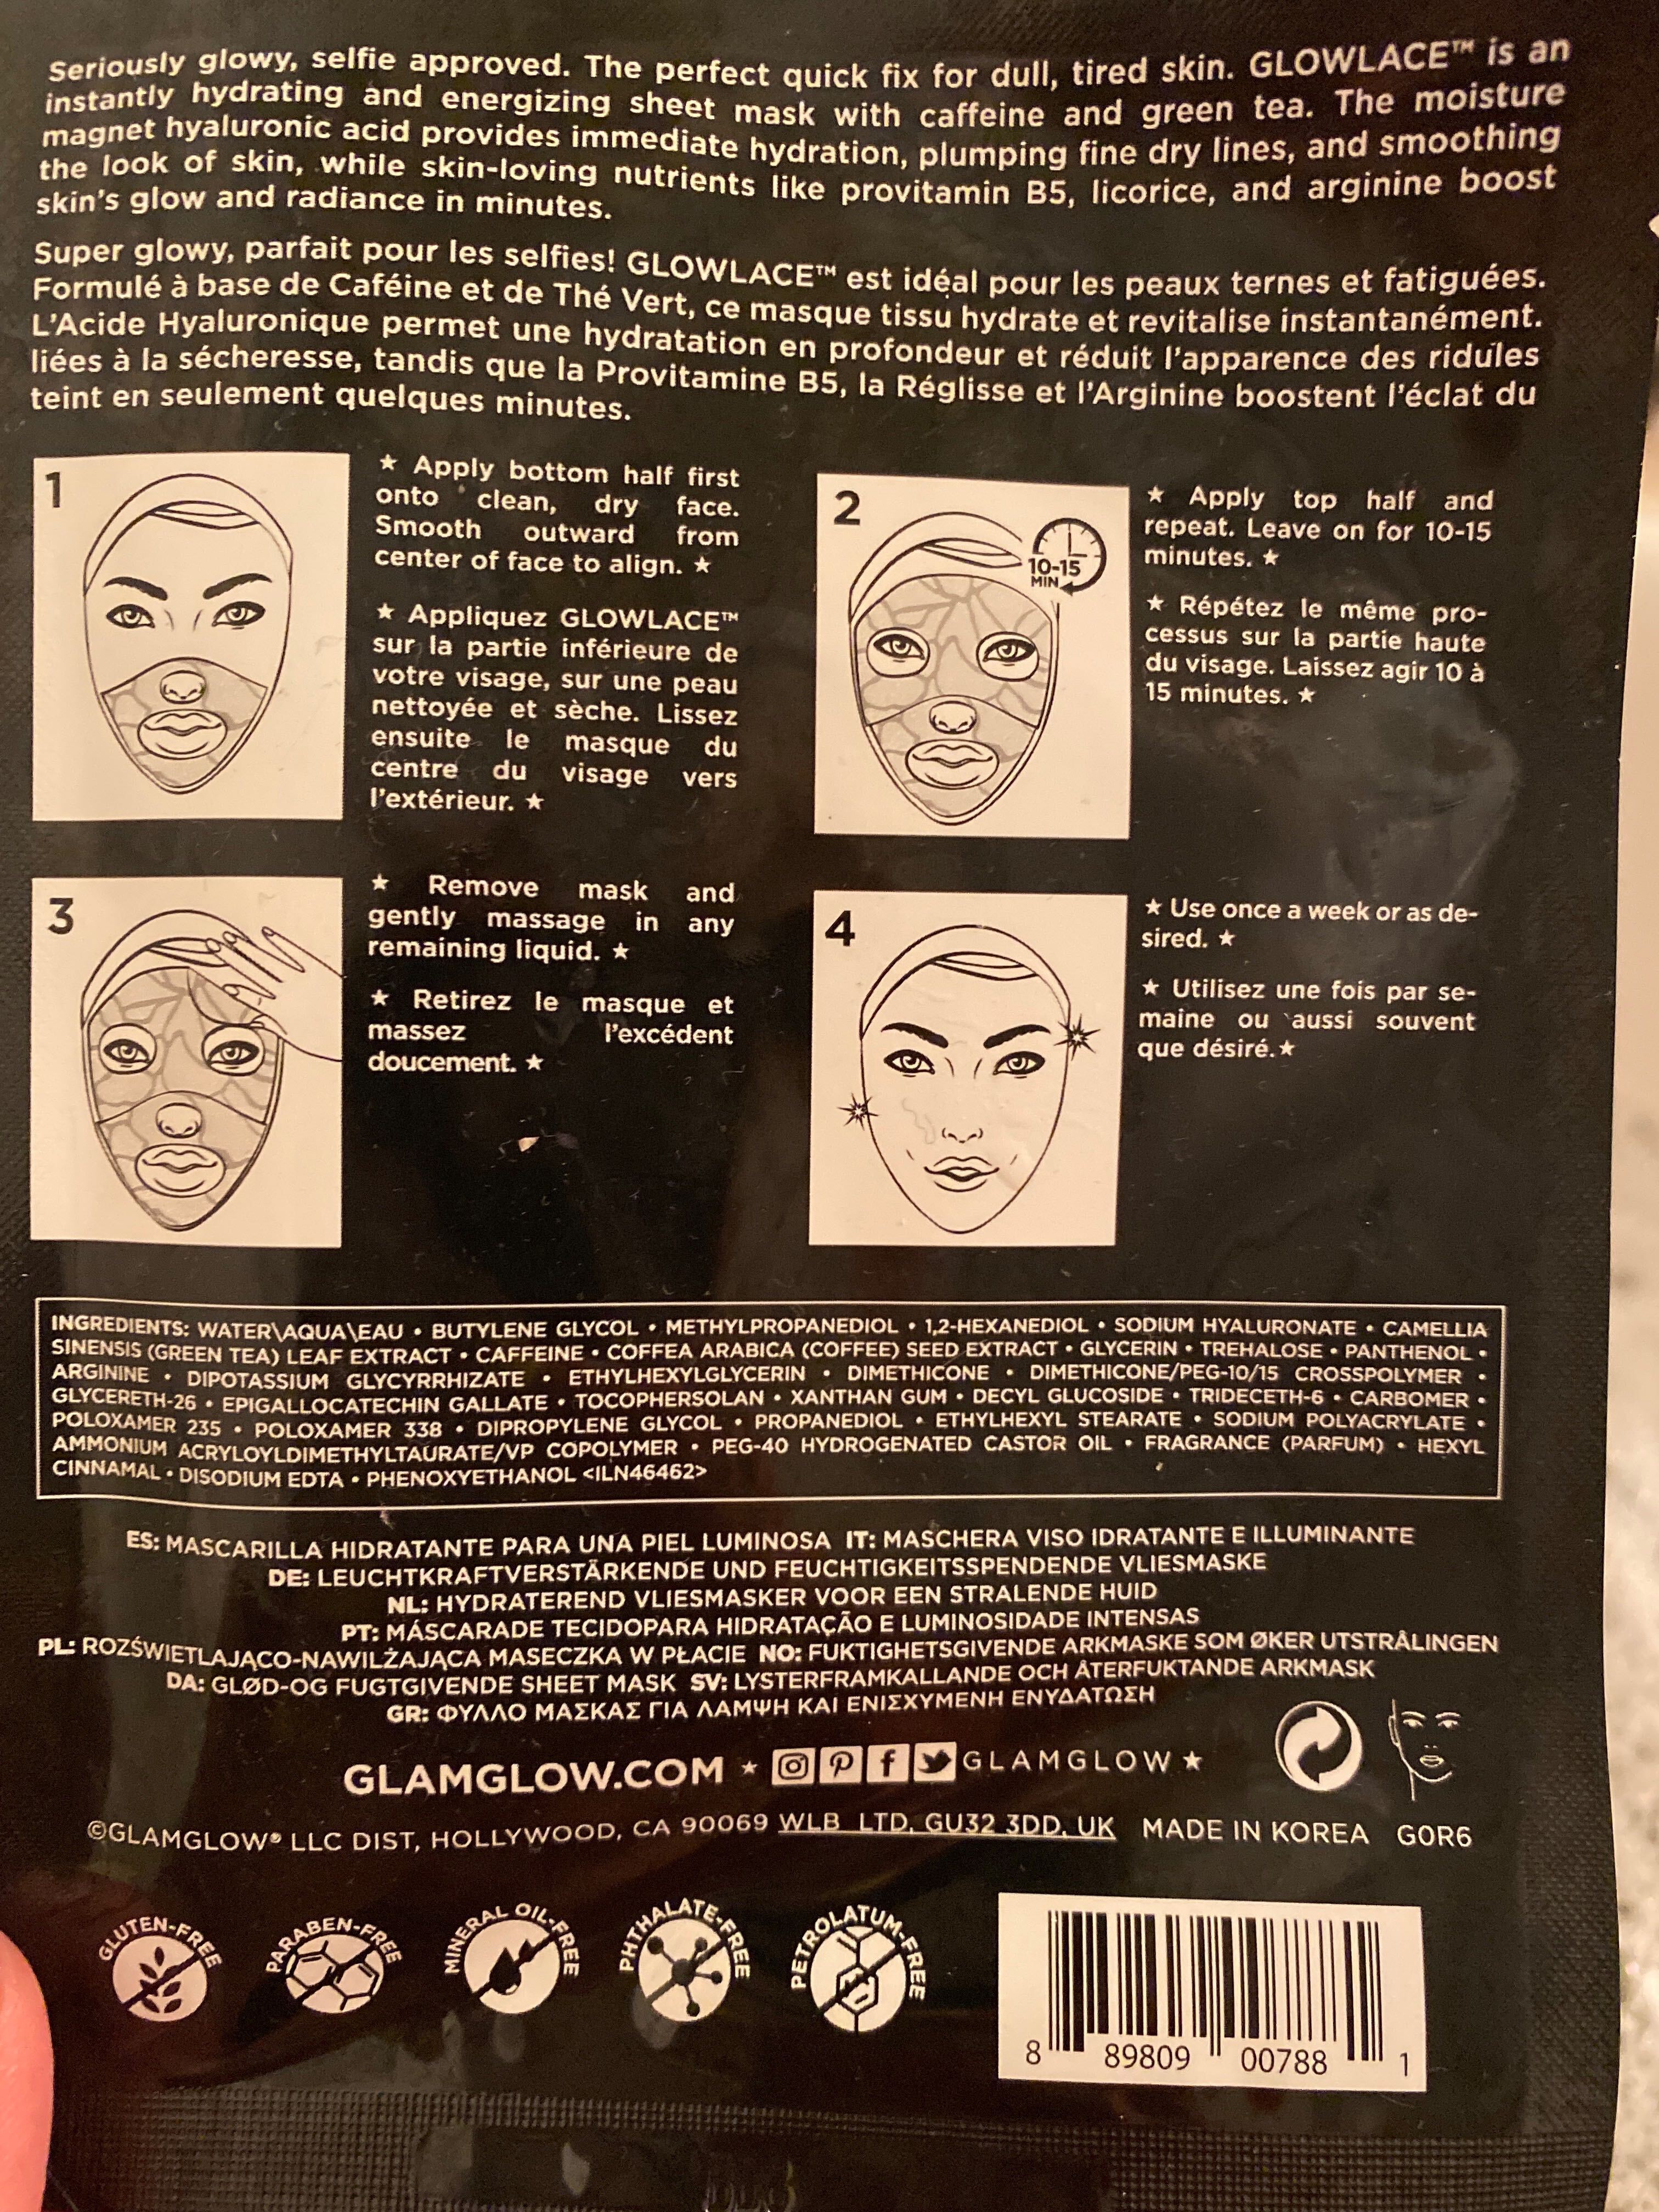 Seriously glowy, selfie approved. The perfect quick fix for dull, tired skin. GLOWLACE™ is an
instantly hydrating and energizing sheet mask with caffeine and green tea. The moisture
magnet hyaluronic acid provides immediate hydration, plumping fine dry lines, and smoothing
the look of skin, while skin-loving nutrients like provitamin B5, licorice, and arginine boost
skin's glow and radiance in minutes.
Super glowy, parfait pour les selfies! GLOWLACE™ est idéal pour les peaux ternes et fatiguées.
Formulé à base de Caféine et de Thé Vert, ce masque tissu hydrate et revitalise instantanément.
L'Acide Hyaluronique permet une hydratation en profondeur et réduit l'apparence des ridules
liées à la sécheresse, tandis que la Provitamine B5, la Réglisse et l'Arginine boostent l'éclat du
teint en seulement quelques minutes.
1
★ Apply bottom half first
onto clean, dry face.
Smooth outward from
center of face to align. ★
★ Appliquez GLOWLACE™
sur la partie inférieure de
votre visage, sur une peau
nettoyée et sèche. Lissez
ensuite le masque du
centre du visage vers
l'extérieur. ★
2
10-15
MIN
★ Apply top half and
repeat. Leave on for 10-15
minutes. ★
★ Répétez le même pro-
cessus sur la partie haute
du visage. Laissez agir 10 à
15 minutes. ★
3
★ Remove mask and
gently massage in any
remaining liquid. ★
★ Retirez le masque et
massez l'excédent
doucement. ★
4
★ Use once a week or as de-
sired. ★
★ Utilisez une fois par se-
maine ou aussi souvent
que désiré.★
INGREDIENTS: WATER\AQUA\EAU • BUTYLENE GLYCOL • METHYLPROPANEDIOL • 1,2-HEXANEDIOL • SODIUM HYALURONATE • CAMELLIA
SINENSIS (GREEN TEA) LEAF EXTRACT • CAFFEINE • COFFEA ARABICA (COFFEE) SEED EXTRACT • GLYCERIN • TREHALOSE • PANTHENOL •
ARGININE • DIPOTASSIUM GLYCYRRHIZATE • ETHYLHEXYLGLYCERIN • DIMETHICONE • DIMETHICONE/PEG-10/15 CROSSPOLYMER •
GLYCERETH-26 • EPIGALLOCATECHIN GALLATE • TOCOPHERSOLAN • XANTHAN GUM • DECYL GLUCOSIDE • TRIDECETH-6 • CARBOMER •
POLOXAMER 235 • POLOXAMER 338 • DIPROPYLENE GLYCOL • PROPANEDIOL • ETHYLHEXYL STEARATE • SODIUM POLYACRYLATE •
AMMONIUM ACRYLOYLDIMETHYLTAURATE/VP COPOLYMER • PEG-40 HYDROGENATED CASTOR OIL • FRAGRANCE (PARFUM) • HEXYL
CINNAMAL • DISODIUM EDTA • PHENOXYETHANOL <ILN46462>
ES: MASCARILLA HIDRATANTE PARA UNA PIEL LUMINOSA IT: MASCHERA VISO IDRATANTE E ILLUMINANTE
DE: LEUCHTKRAFTVERSTÄRKENDE UND FEUCHTIGKEITSSPENDENDE VLIESMASKE
NL: HYDRATEREND VLIESMASKER VOOR EEN STRALENDE HUID
PT: MÁSCARADE TECIDOPARA HIDRATAÇÃO E LUMINOSIDADE INTENSAS
PL: ROZŚWIETLAJĄCO-NAWILŻAJĄCA MASECZKA W PŁACIE NO: FUKTIGHETSGIVENDE ARKMASKE SOM ØKER UTSTRÅLINGEN
DA: GLØD-OG FUGTGIVENDE SHEET MASK SV: LYSTERFRAMKALLANDE OCH ÅTERFUKTANDE ARKMASK
GR: ΦΥΛΛΟ ΜΑΣΚΑΣ ΓΙΑ ΛΑΜΨΗ ΚΑΙ ΕΝΙΣΧΥΜΕΝΗ ΕΝΥΔΑΤΩΣΗ
GLAMGLOW.COM ★ GLAMGLOW ★
©GLAMGLOW® LLC DIST, HOLLYWOOD, CA 90069 WLB LTD, GU32 3DD, UK MADE IN KOREA G0R6
GLUTEN-FREE
PARABEN-FREE
MINERAL OIL-FREE
PHTHALATE-FREE
PETROLATUM-FREE
8 89809 00788 1